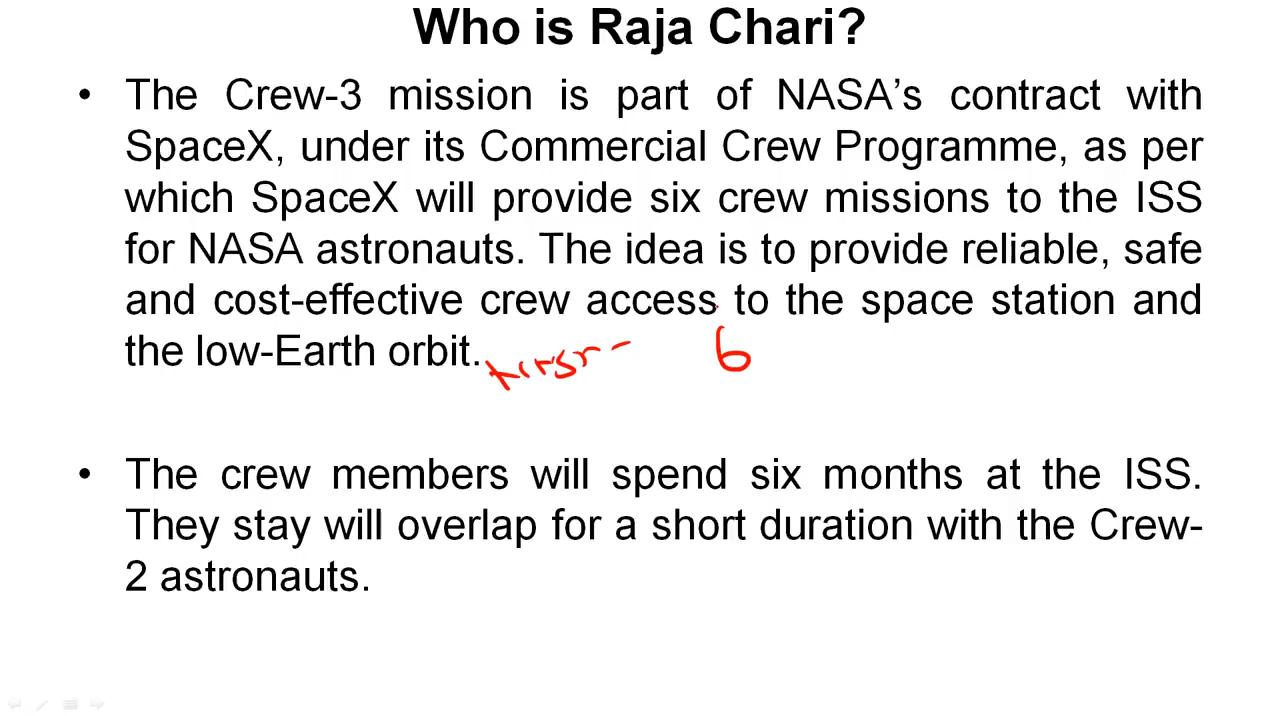 Who is Raja Chari?
• The Crew-3 mission is part of NASA’s contract with
SpaceX, under its Commercial Crew Programme, as per
which SpaceX will provide six crew missions to the ISS
for NASA astronauts. The idea is to provide reliable, safe
and cost-effective crew access to the space station and
the low-Earth orbit.
6
• The crew members will spend six months at the ISS.
They stay will overlap for a short duration with the Crew-
2 astronauts.